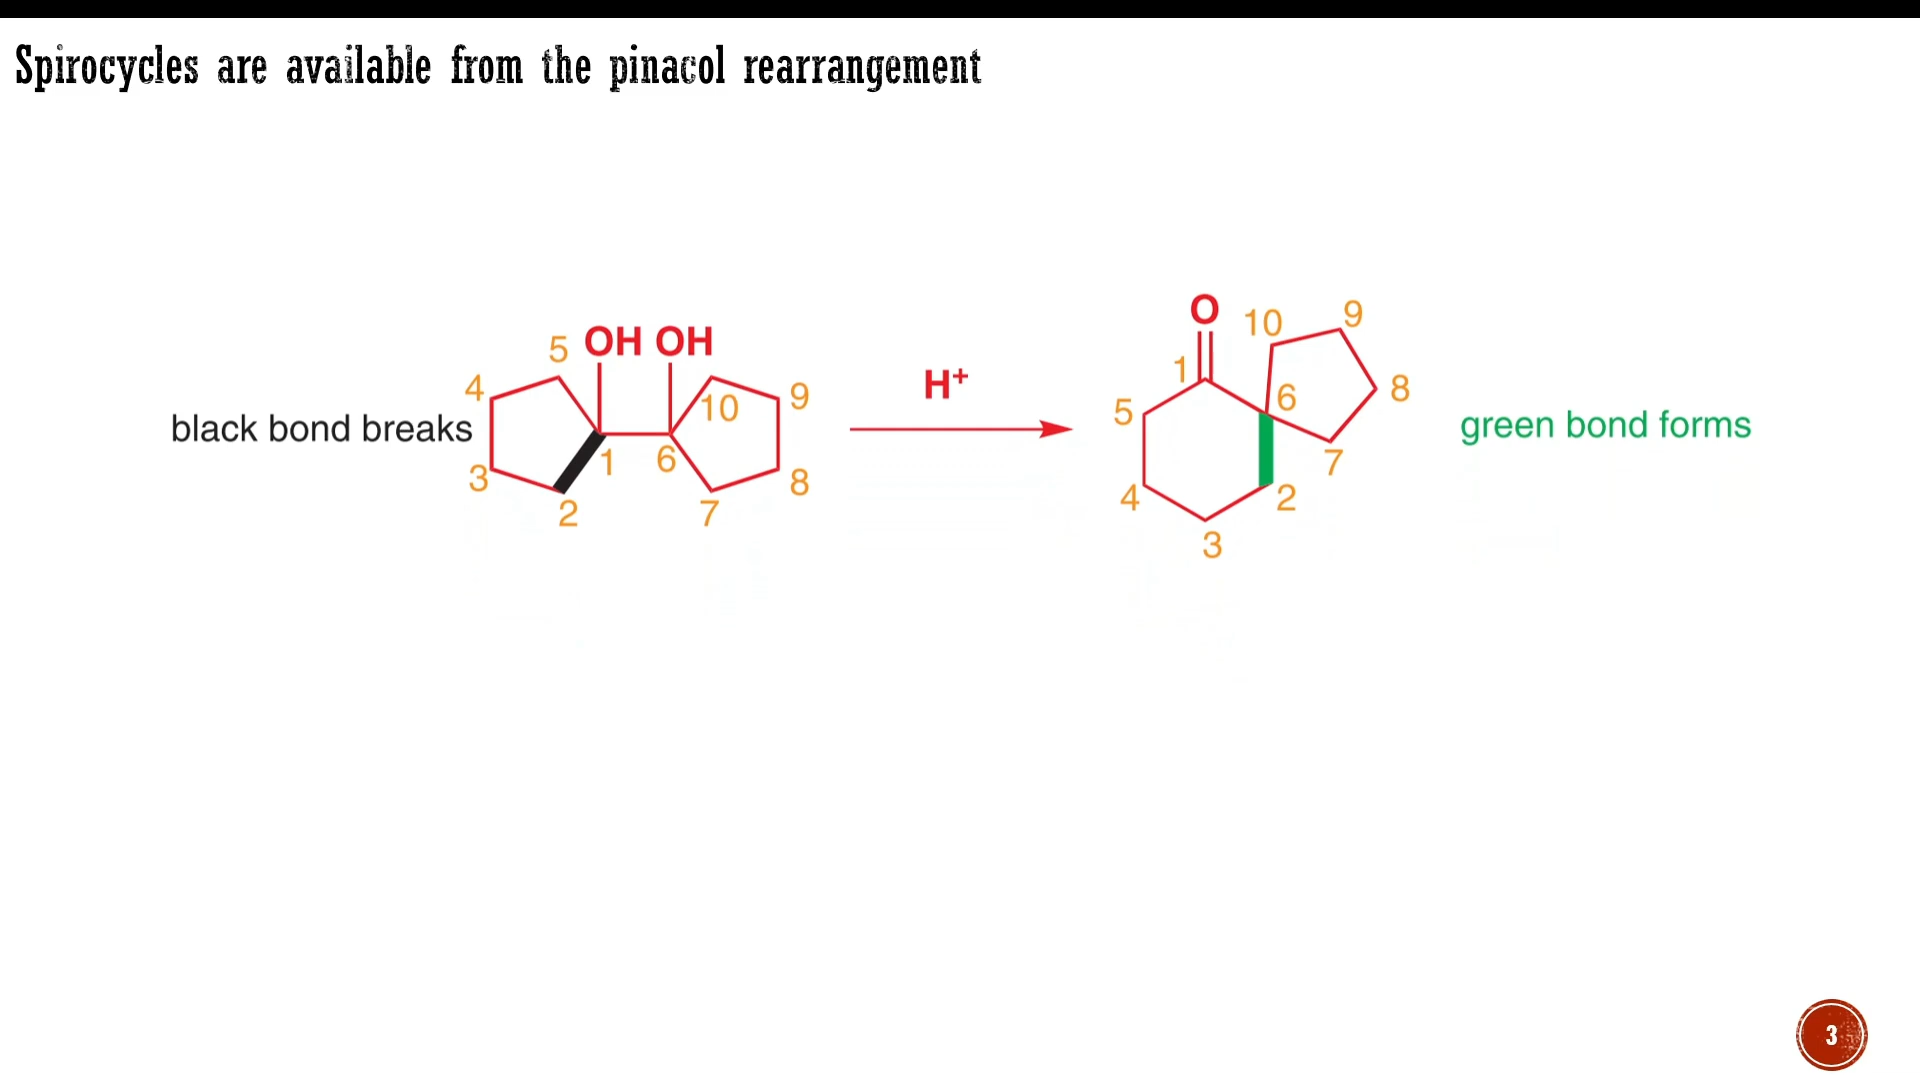 Spirocycles are available from the pinacol rearrangement
black bond breaks
5 OH OH
4
10 9
3
1 6
8
2 7
H+
O
10 9
1
5
6
8
4
2
7
3
green bond forms
3